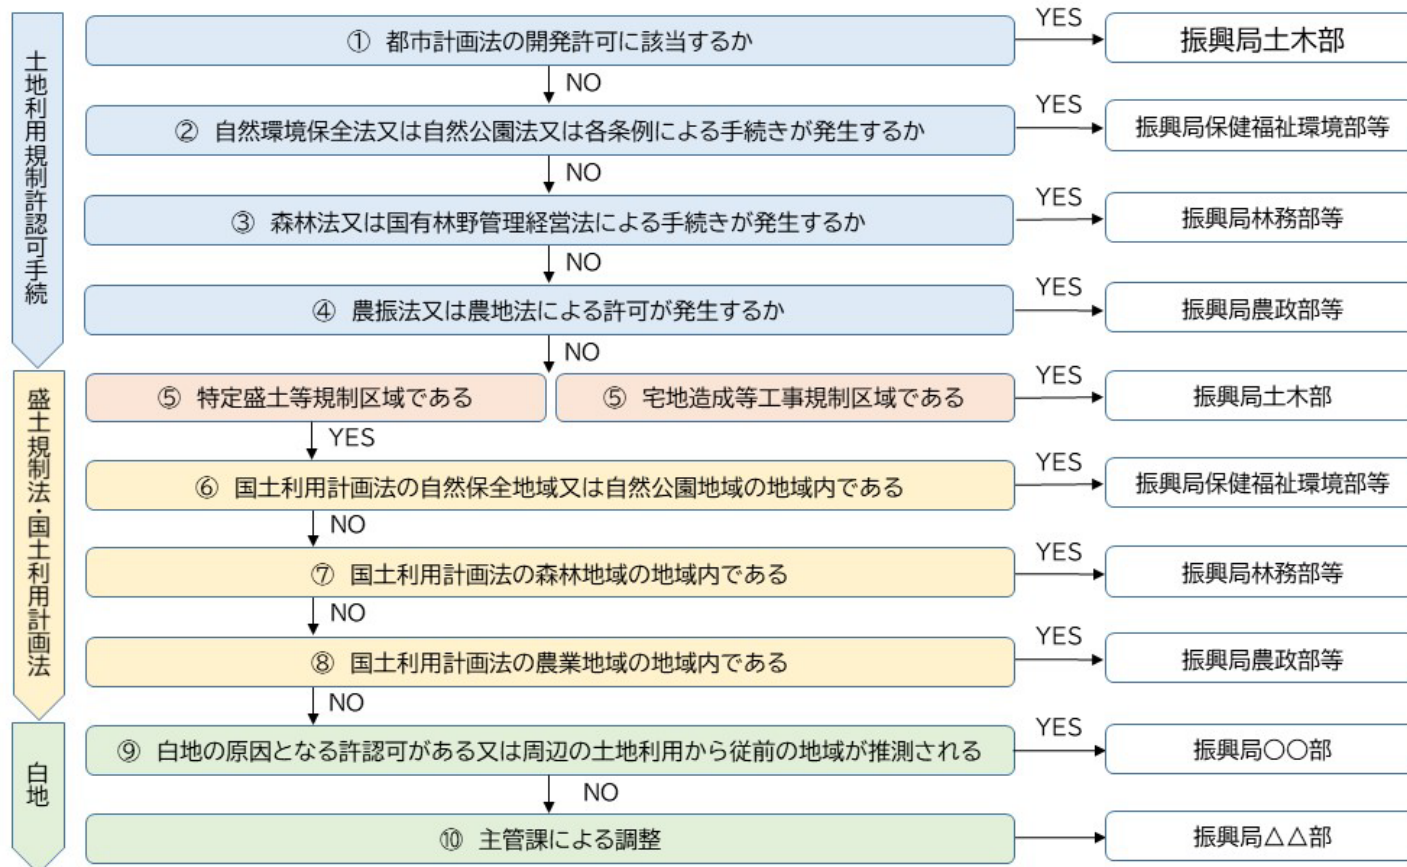 土地利用規制許認可手続
① 都市計画法の開発許可に該当するか
YES
振興局土木部
NO
② 自然環境保全法又は自然公園法又は各条例による手続きが発生するか
YES
振興局保健福祉環境部等
NO
③ 森林法又は国有林野管理経営法による手続きが発生するか
YES
振興局林務部等
NO
④ 農振法又は農地法による許可が発生するか
YES
振興局農政部等
NO
盛土規制法・国土利用計画法
⑤ 特定盛土等規制区域である
⑤ 宅地造成等工事規制区域である
YES
振興局土木部
YES
⑥ 国土利用計画法の自然保全地域又は自然公園地域の地域内である
YES
振興局保健福祉環境部等
NO
⑦ 国土利用計画法の森林地域の地域内である
YES
振興局林務部等
NO
⑧ 国土利用計画法の農業地域の地域内である
YES
振興局農政部等
NO
白地
⑨ 白地の原因となる許認可がある又は周辺の土地利用から従前の地域が推測される
YES
振興局〇〇部
NO
⑩ 主管課による調整
振興局△△部